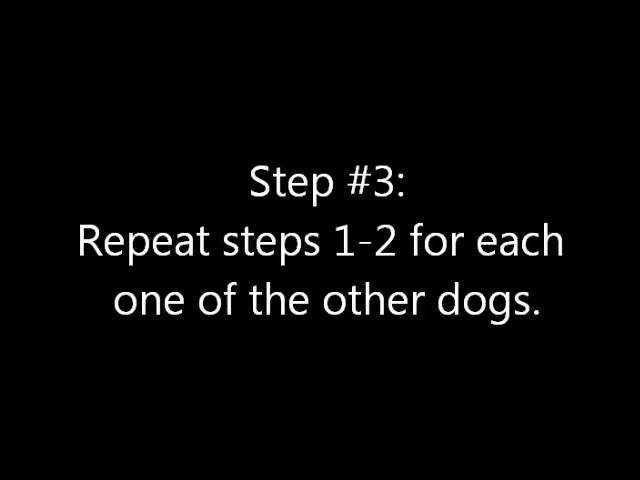 Step #3:
Repeat steps 1-2 for each
one of the other dogs.